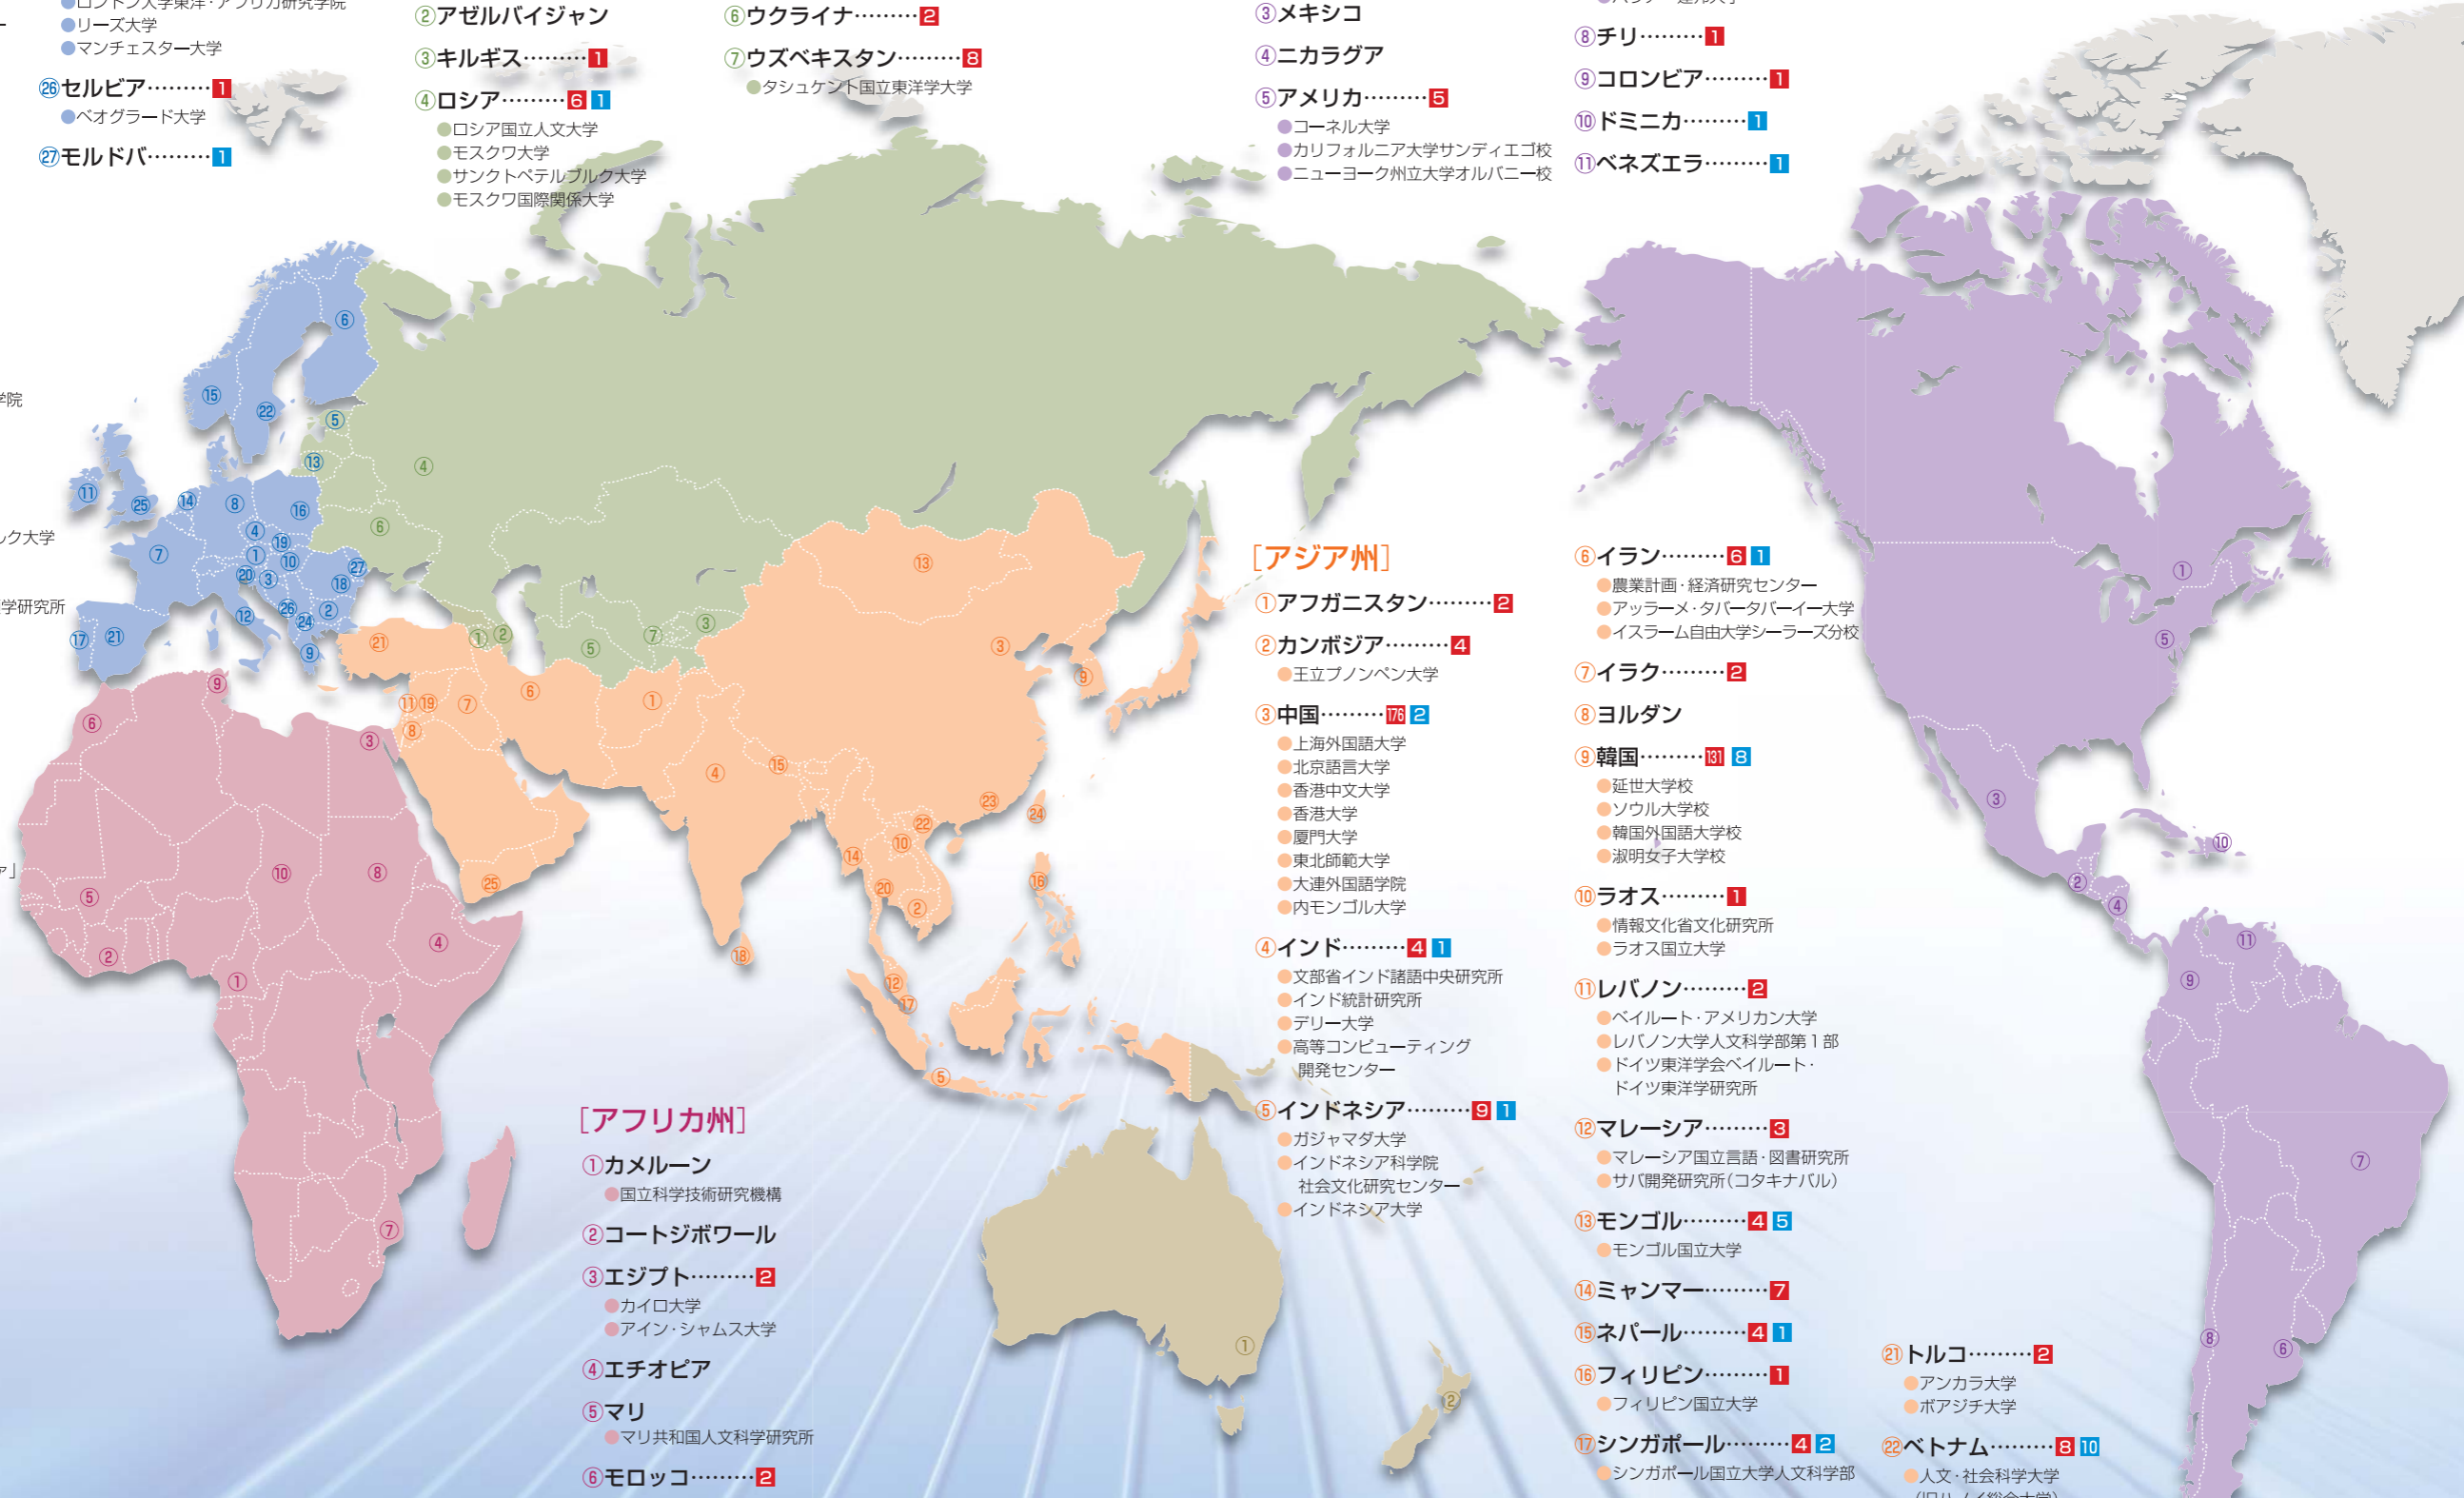 ●リーズ大学
●マンチェスター大学
㉖セルビア………1
●ベオグラード大学
㉗モルドバ………1
②アゼルバイジャン
③キルギス………1
④ロシア………6 1
●ロシア国立人文大学
●モスクワ大学
●サンクトペテルブルク大学
●モスクワ国際関係大学
⑥ウクライナ………2
⑦ウズベキスタン………8
●タシュケント国立東洋学大学
③メキシコ
④ニカラグア
⑤アメリカ………5
●コーネル大学
●カリフォルニア大学サンディエゴ校
●ニューヨーク州立大学オルバニー校
⑧チリ………1
⑨コロンビア………1
⑩ドミニカ………1
⑪ベネズエラ………1
学院
ルク大学
学研究所
[アフリカ州]
①カメルーン
●国立科学技術研究機構
②コートジボワール
③エジプト………2
●カイロ大学
●アイン・シャムス大学
④エチオピア
⑤マリ
●マリ共和国人文科学研究所
⑥モロッコ………2
[アジア州]
①アフガニスタン………2
②カンボジア………4
●王立プノンペン大学
③中国………176 2
●上海外国語大学
●北京語言大学
●香港中文大学
●香港大学
●厦門大学
●東北師範大学
●大連外国語学院
●内モンゴル大学
④インド………4 1
●文部省インド諸語中央研究所
●インド統計研究所
●デリー大学
●高等コンピューティング
開発センター
⑤インドネシア………9 1
●ガジャマダ大学
●インドネシア科学院
社会文化研究センター
●インドネシア大学
⑥イラン………6 1
●農業計画・経済研究センター
●アッラーメ・タバータバーイー大学
●イスラーム自由大学シーラーズ分校
⑦イラク………2
⑧ヨルダン
⑨韓国………131 8
●延世大学校
●ソウル大学校
●韓国外国語大学校
●淑明女子大学校
⑩ラオス………1
●情報文化省文化研究所
●ラオス国立大学
⑪レバノン………2
●ベイルート・アメリカン大学
●レバノン大学人文科学部第1部
●ドイツ東洋学会ベイルート・
ドイツ東洋学研究所
⑫マレーシア………3
●マレーシア国立言語・図書研究所
●サバ開発研究所(コタキナバル)
⑬モンゴル………4 5
●モンゴル国立大学
⑭ミャンマー………7
⑮ネパール………4 1
⑯フィリピン………1
●フィリピン国立大学
⑰シンガポール………4 2
●シンガポール国立大学人文科学部
㉑トルコ………2
●アンカラ大学
●ボアジチ大学
㉒ベトナム………8 10
●人文・社会科学大学